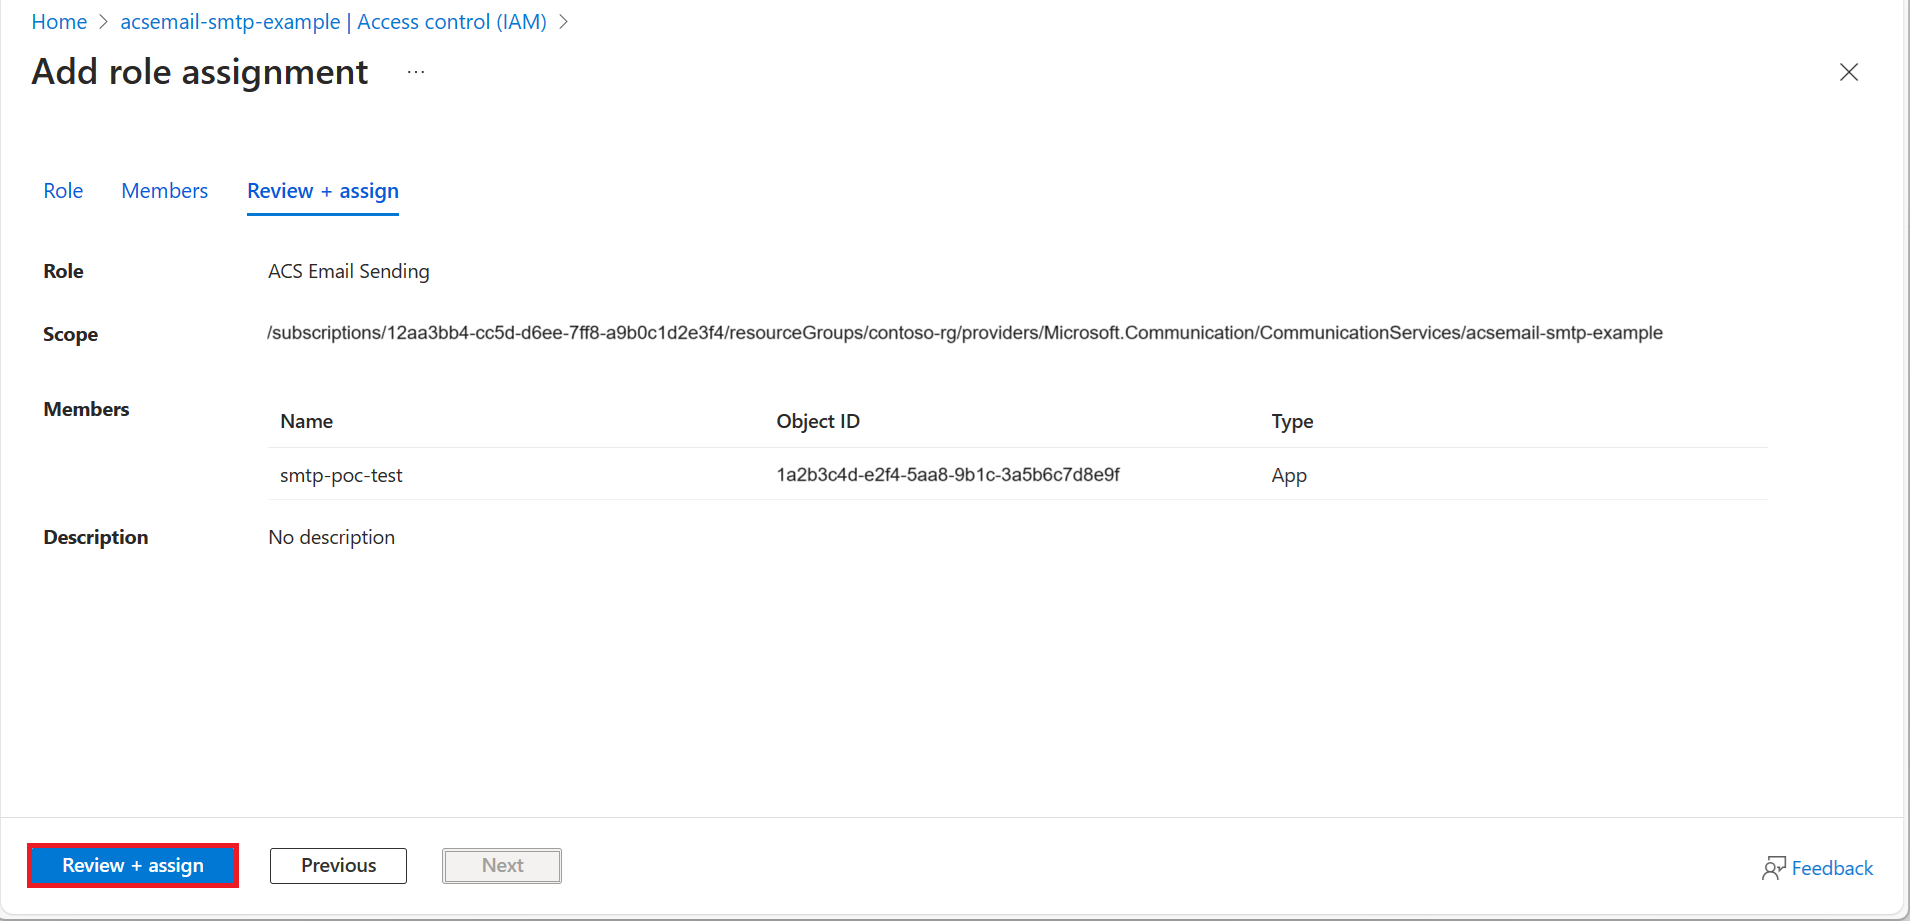 Home > acsemail-smtp-example | Access control (IAM) >
Add role assignment ...
Role Members Review + assign
Role ACS Email Sending
Scope /subscriptions/12aa3bb4-cc5d-d6ee-7ff8-a9b0c1d2e3f4/resourceGroups/contoso-rg/providers/Microsoft.Communication/CommunicationServices/acsemail-smtp-example
Members
Name Object ID Type
smtp-poc-test 1a2b3c4d-e2f4-5aa8-9b1c-3a5b6c7d8e9f App
Description No description
Review + assign Previous Next Feedback